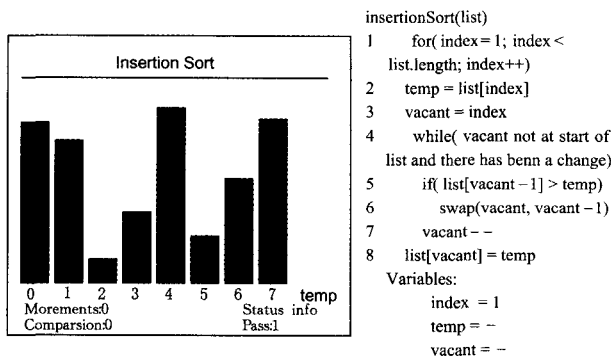 Insertion Sort
0 1 2 3 4 5 6 7 temp
Morements:0 Status info
Comparsion:0 Pass:1
insertionSort(list)
1 for( index = 1; index <
list.length; index++)
2 temp = list[index]
3 vacant = index
4 while( vacant not at start of
list and there has benn a change)
5 if( list[vacant − 1] > temp)
6 swap(vacant, vacant − 1)
7 vacant − −
8 list[vacant] = temp
Variables:
index = 1
temp = −
vacant = −